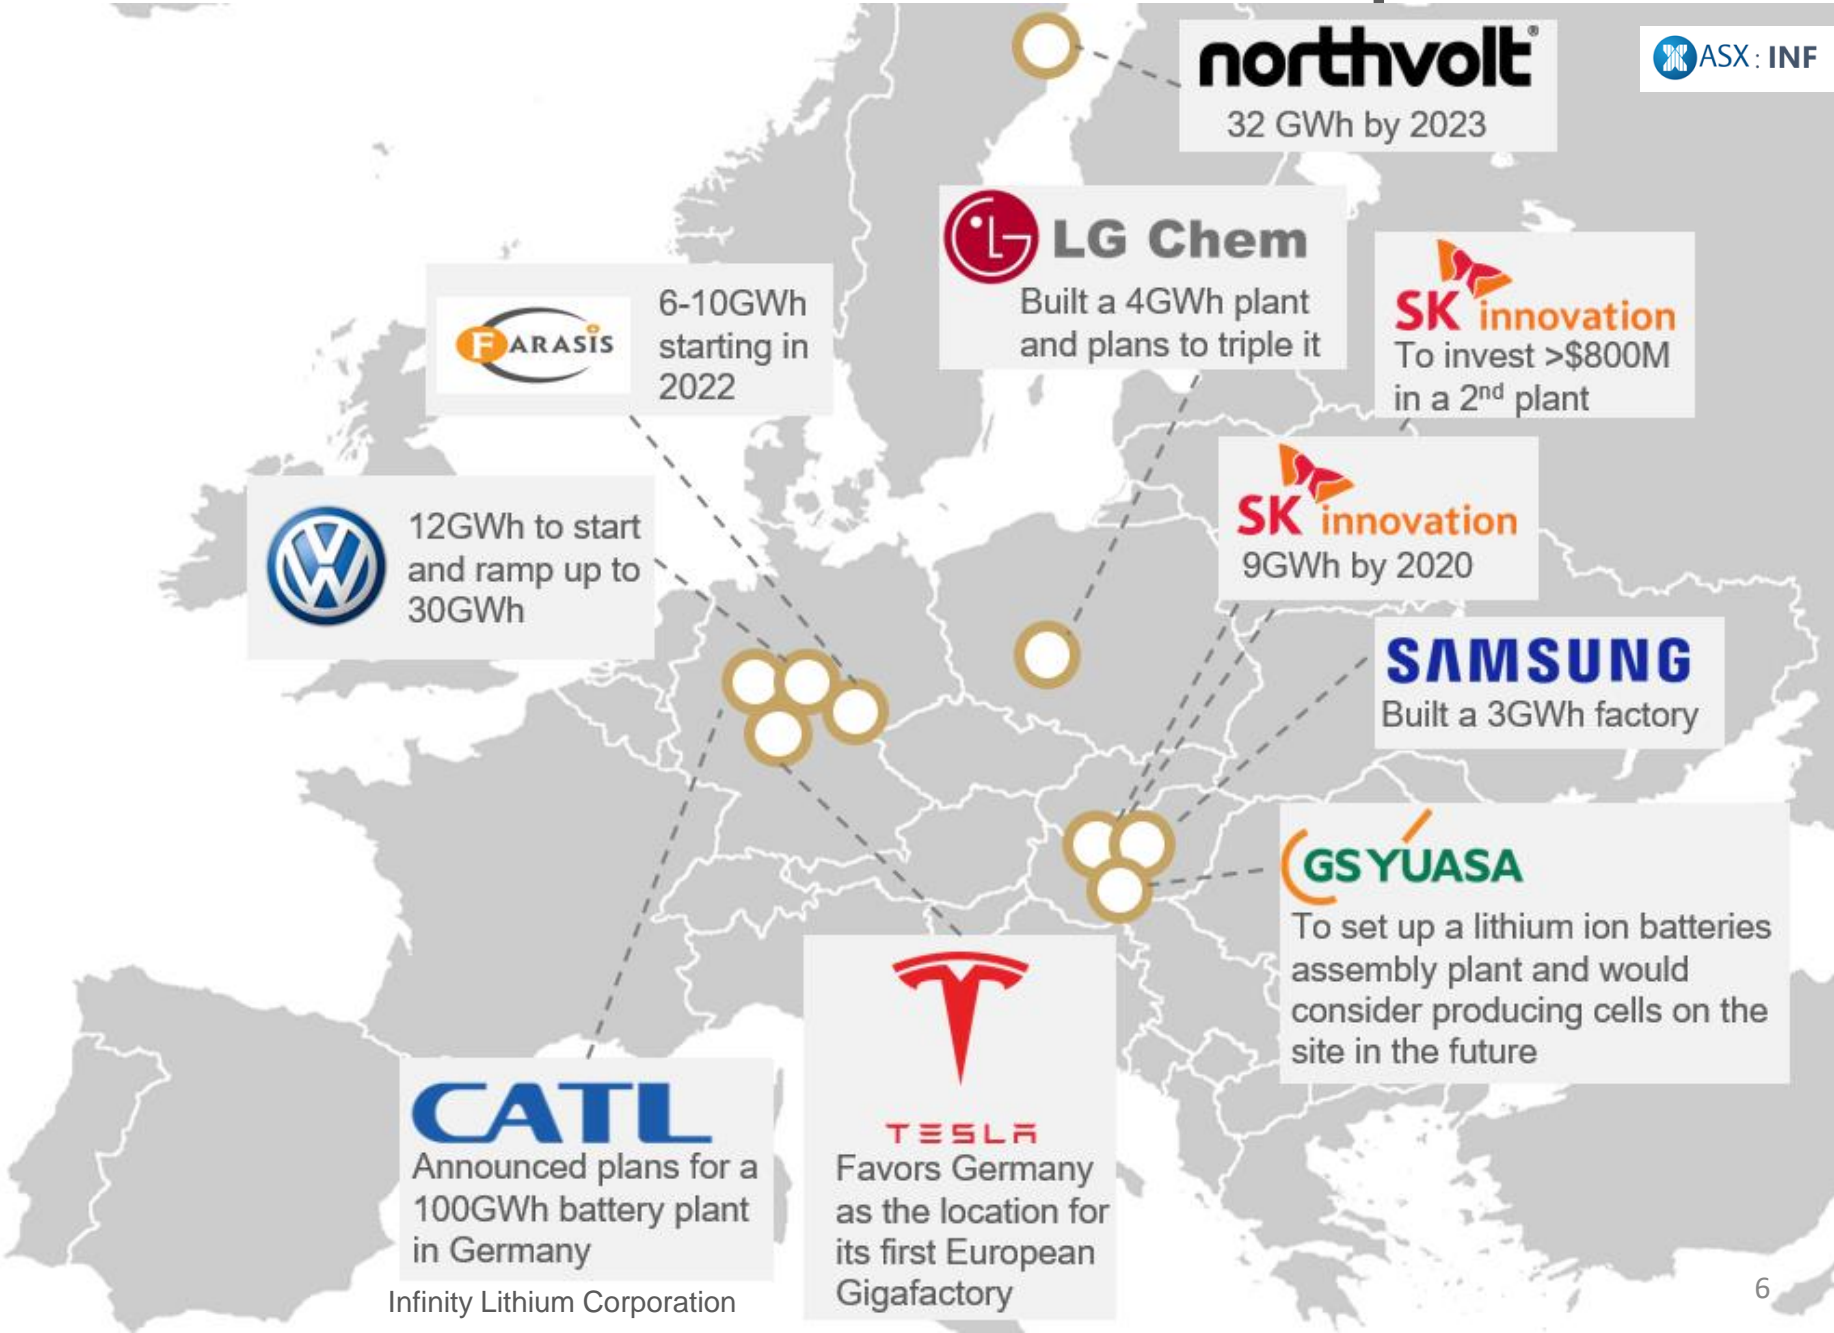 northvolt®
32 GWh by 2023
ASX: INF
LG Chem
Built a 4GWh plant
and plans to triple it
SK innovation
To invest >$800M
in a 2nd plant
FARASIS
6-10GWh
starting in
2022
SK innovation
9GWh by 2020
12GWh to start
and ramp up to
30GWh
SAMSUNG
Built a 3GWh factory
GS YUASA
To set up a lithium ion batteries
assembly plant and would
consider producing cells on the
site in the future
CATL
Announced plans for a
100GWh battery plant
in Germany
TESLA
Favors Germany
as the location for
its first European
Gigafactory
Infinity Lithium Corporation
6